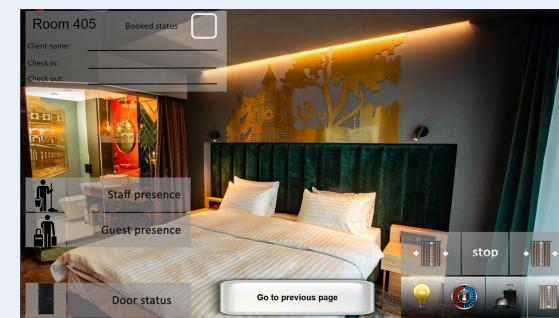 Room 405
Booked status
Client name:
Check in:
Check out:
Staff presence
Guest presence
stop
Door status
Go to previous page